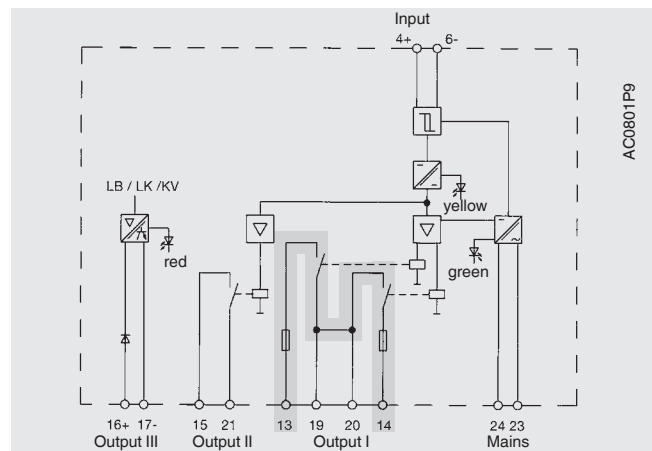 Input
4+ 6-
AC0801P9
LB / LK /KV
yellow
red
green
16+ 17- 15 21 13 19 20 14 24 23
Output III Output II Output I Mains